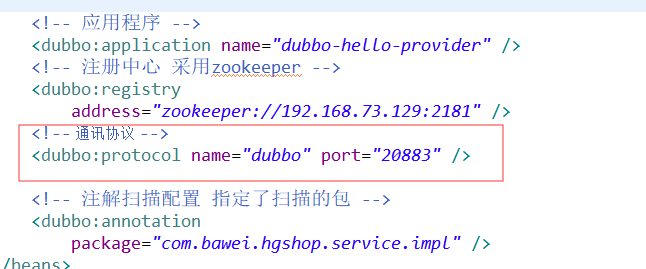 <!-- 应用程序 -->
<dubbo:application name="dubbo-hello-provider" />
<!-- 注册中心 采用zookeeper -->
<dubbo:registry
address="zookeeper://192.168.73.129:2181" />
<!-- 通讯协议 -->
<dubbo:protocol name="dubbo" port="20883" />
<!-- 注解扫描配置 指定了扫描的包 -->
<dubbo:annotation
package="com.bawei.hgshop.service.impl" />
/beans>